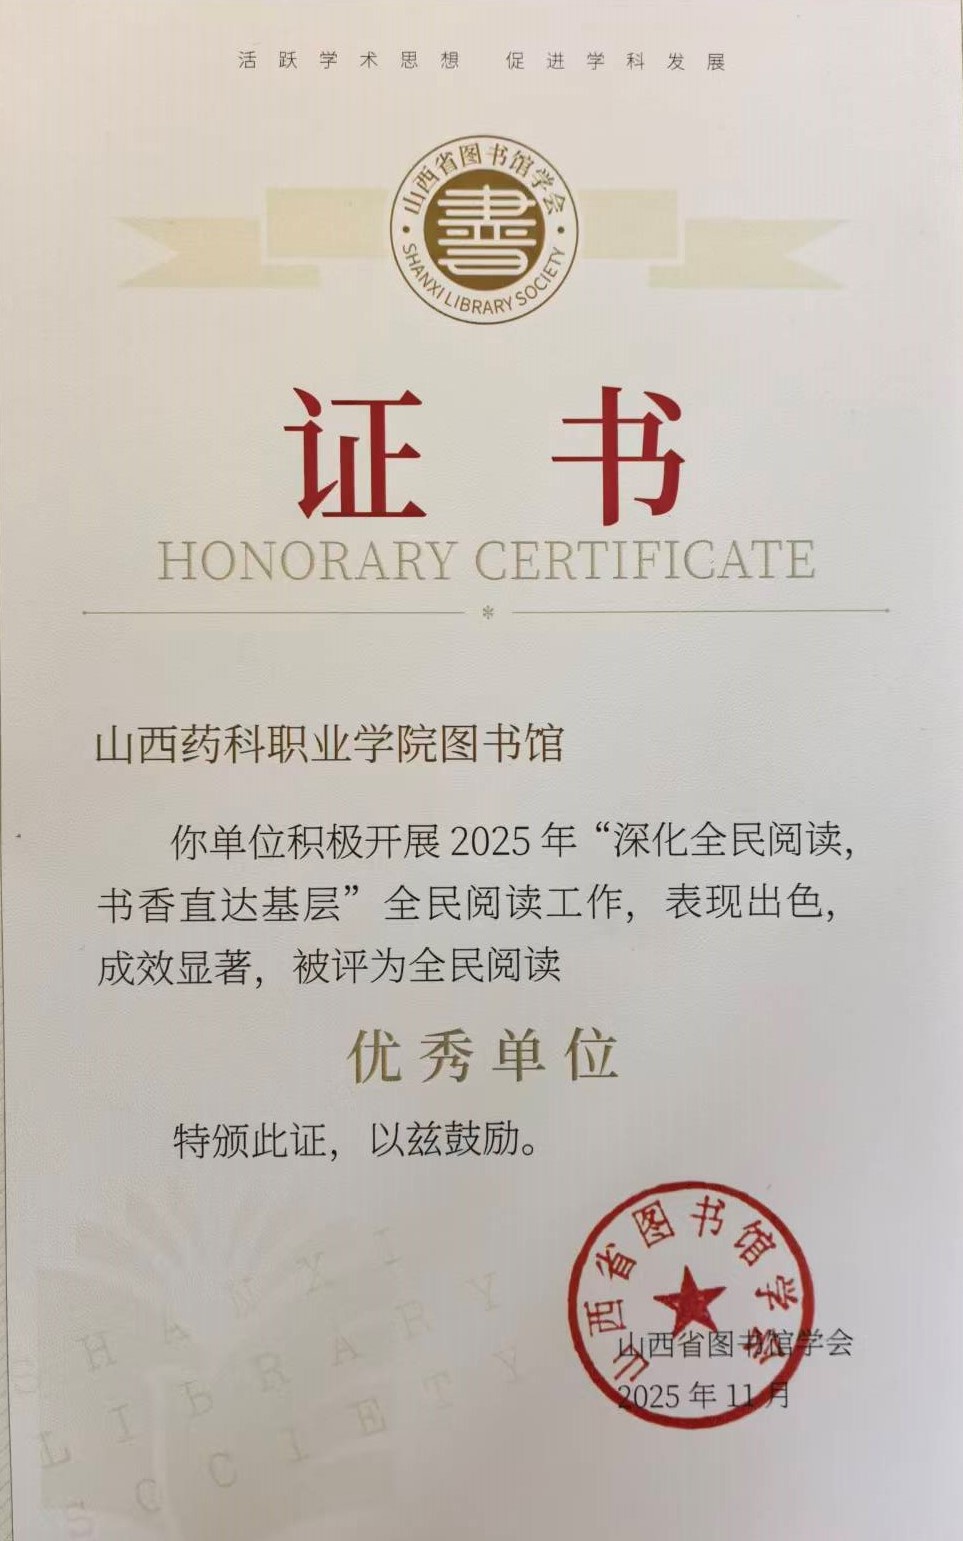 活跃学术思想 促进学科发展
山西省图书馆学会
書
SHANXI LIBRARY SOCIETY
证书
HONORARY CERTIFICATE
山西药科职业学院图书馆
你单位积极开展2025年“深化全民阅读，
书香直达基层”全民阅读工作，表现出色，
成效显著，被评为全民阅读
优秀单位
特颁此证，以兹鼓励。
山西省图书馆学会
山西省图书馆学会
2025年11月
SHANXI
LIBRARY
SOCIETY